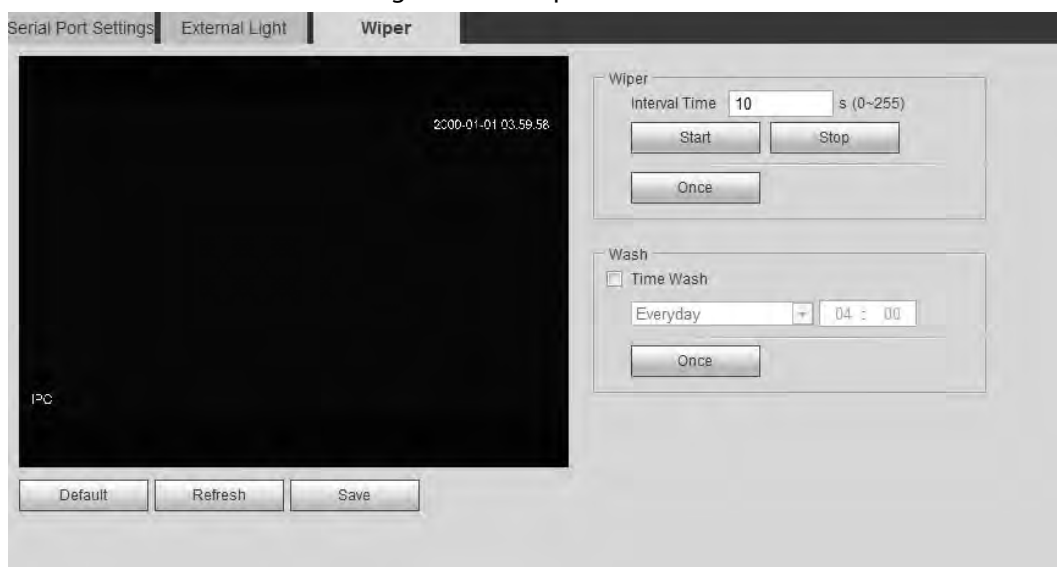 Serial Port Settings External Light Wiper
Wiper
Interval Time 10 s (0~255)
2000-01-01 03:59:58
Start Stop
Once
Wash
Time Wash
Everyday 04 : 00
Once
IPC
Default Refresh Save